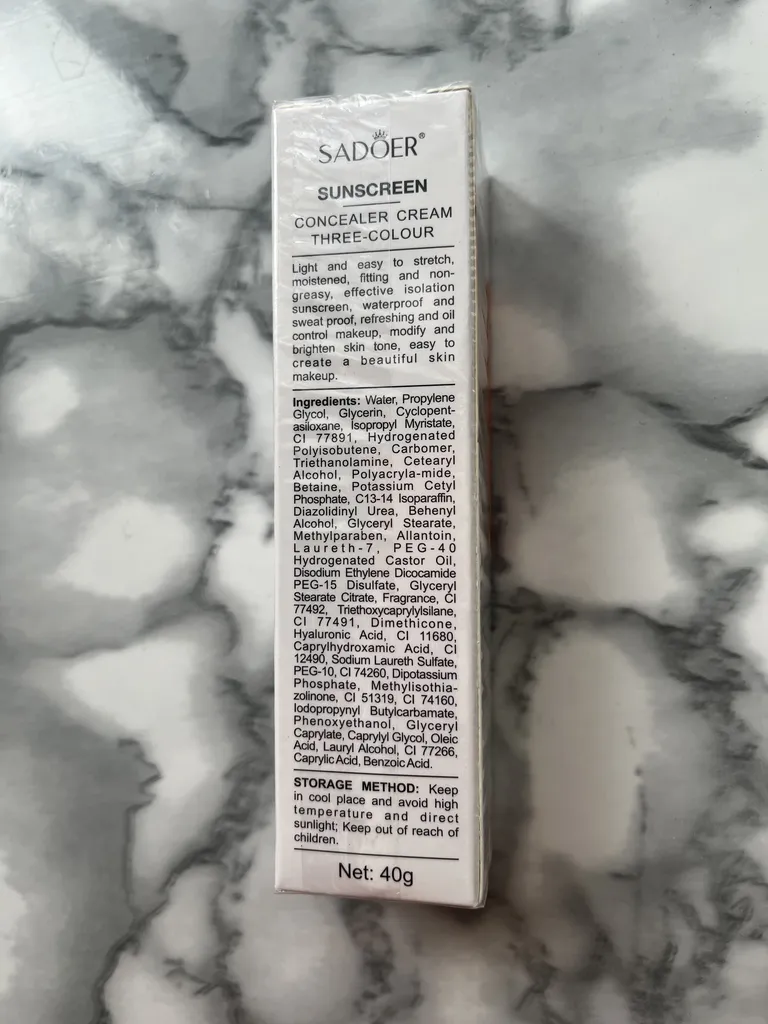 SADOER®
SUNSCREEN
CONCEALER CREAM
THREE-COLOUR
Light and easy to stretch,
moistened, fitting and non-
greasy, effective isolation
sunscreen, waterproof and
sweat proof, refreshing and oil
control makeup, modify and
brighten skin tone, easy to
create a beautiful skin
makeup.
Ingredients: Water, Propylene
Glycol, Glycerin, Cyclopent-
asiloxane, Isopropyl Myristate,
CI 77891, Hydrogenated
Polyisobutene, Carbomer,
Triethanolamine, Cetearyl
Alcohol, Polyacryla-mide,
Betaine, Potassium Cetyl
Phosphate, C13-14 Isoparaffin,
Diazolidinyl Urea, Behenyl
Alcohol, Glyceryl Stearate,
Methylparaben, Allantoin,
Laureth-7, PEG-40
Hydrogenated Castor Oil,
Disodium Ethylene Dicocamide
PEG-15 Disulfate, Glyceryl
Stearate Citrate, Fragrance, CI
77492, Triethoxycaprylylsilane,
CI 77491, Dimethicone,
Hyaluronic Acid, CI 11680,
Caprylhydroxamic Acid, CI
12490, Sodium Laureth Sulfate,
PEG-10, CI 74260, Dipotassium
Phosphate, Methylisothia-
zolinone, CI 51319, CI 74160,
Iodopropynyl Butylcarbamate,
Phenoxyethanol, Glyceryl
Caprylate, Caprylyl Glycol, Oleic
Acid, Lauryl Alcohol, CI 77266,
Caprylic Acid, Benzoic Acid.
STORAGE METHOD: Keep
in cool place and avoid high
temperature and direct
sunlight; Keep out of reach of
children.
Net: 40g